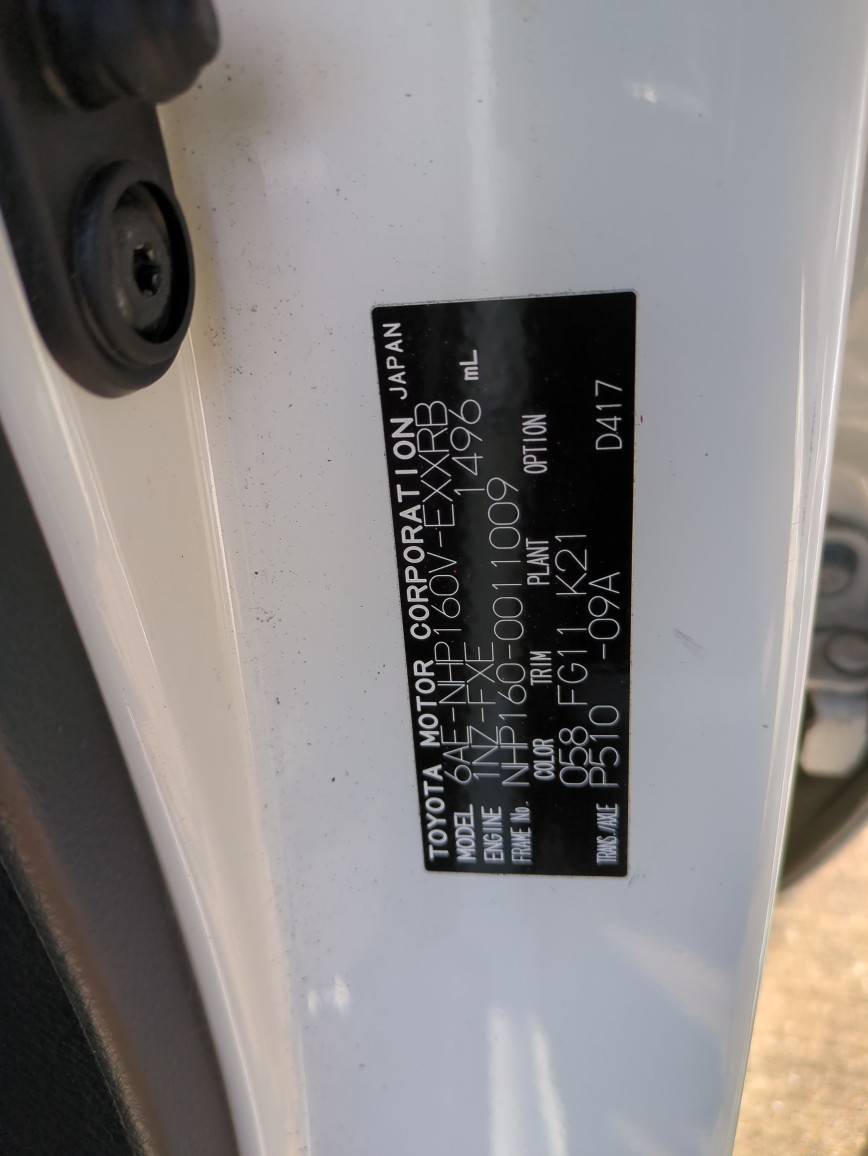 TOYOTA MOTOR CORPORATION JAPAN
MODEL 6AE-NHP160V-EXXRB
ENGINE 1NZ-FXE 1496 mL
FRAME No. NHP160-0011009
COLOR TRIM PLANT OPTION
058 FG11 K21
TRANS/AXLE P510 -09A D417